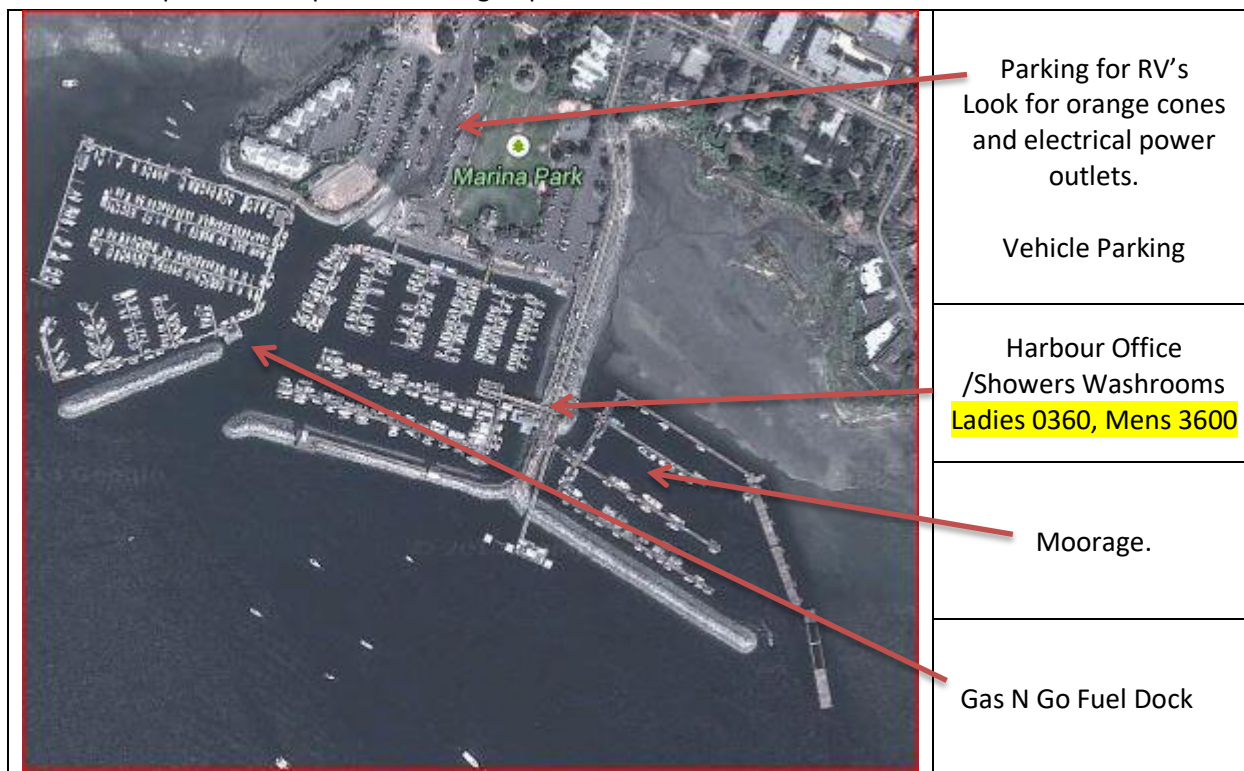 Marina Park
Parking for RV's
Look for orange cones
and electrical power
outlets.
Vehicle Parking
Harbour Office
/Showers Washrooms
Ladies 0360, Mens 3600
Moorage.
Gas N Go Fuel Dock